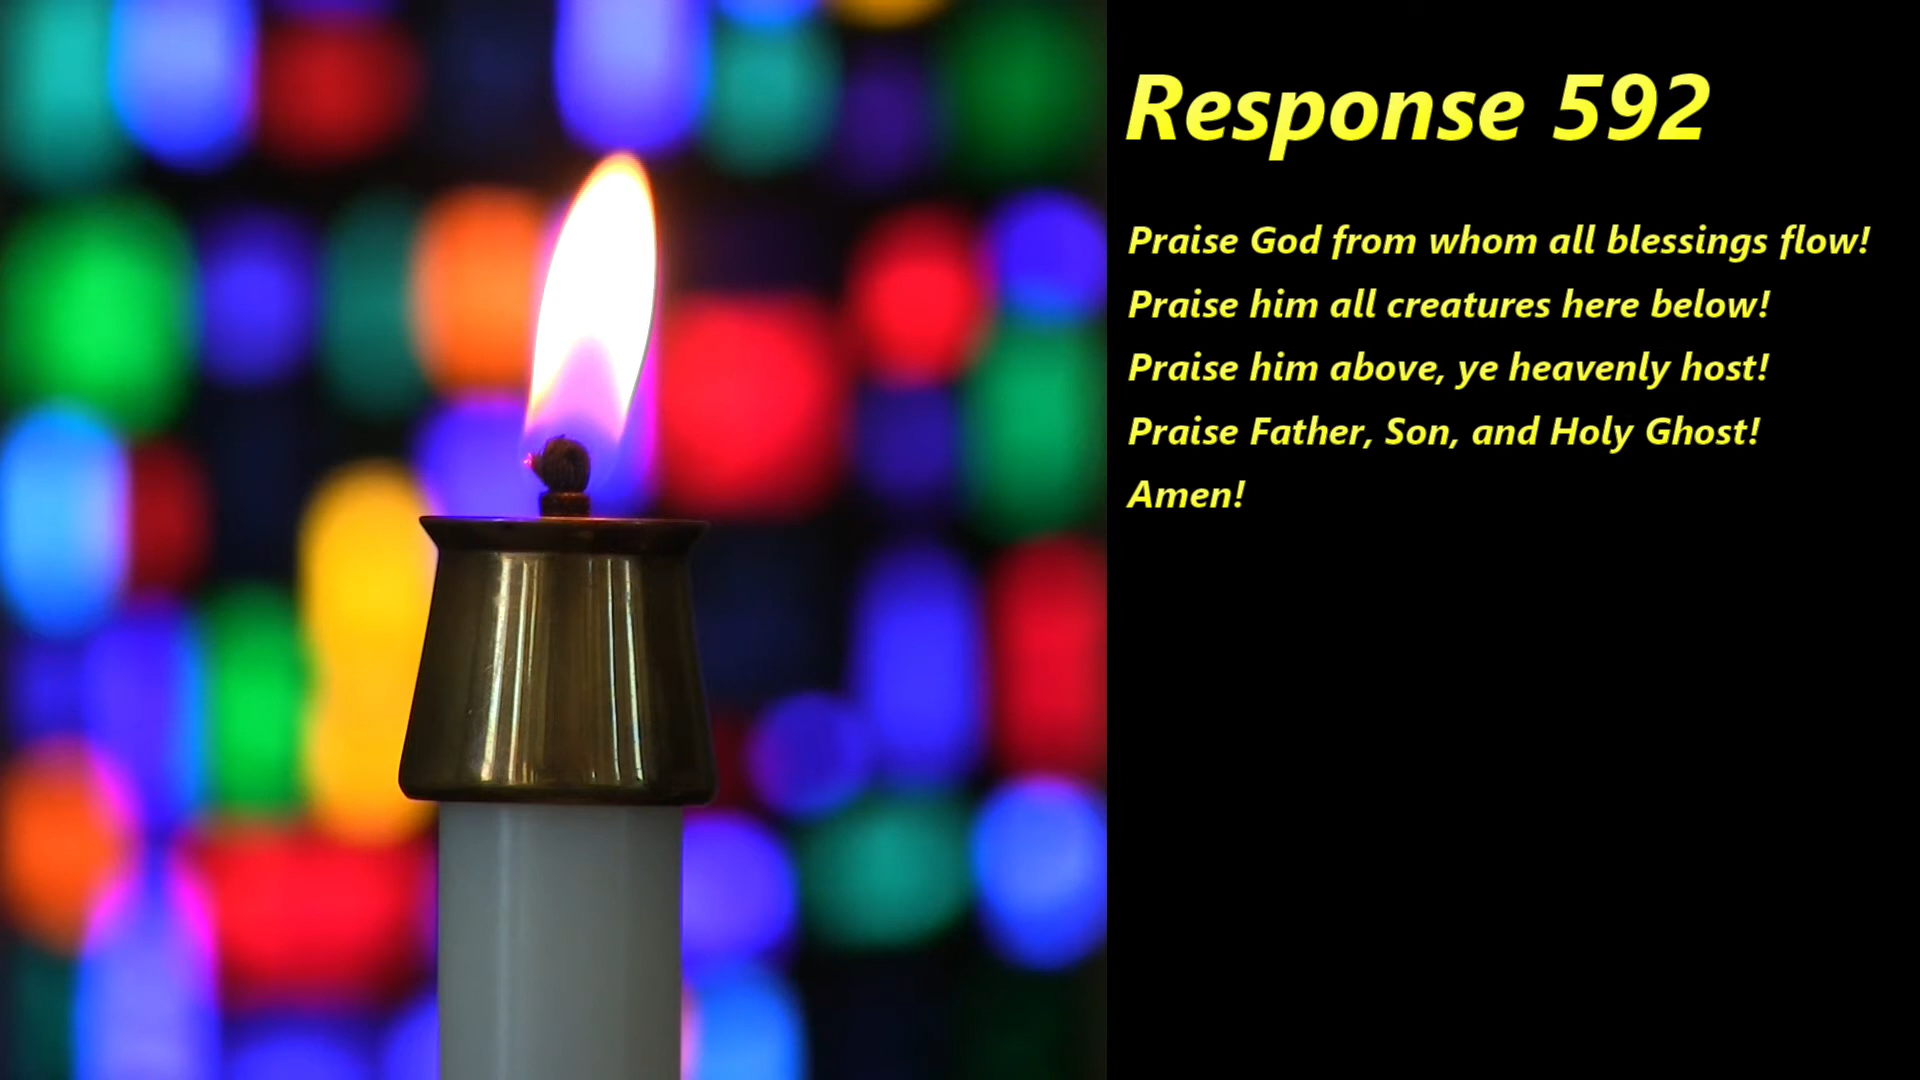 Response 592
Praise God from whom all blessings flow!
Praise him all creatures here below!
Praise him above, ye heavenly host!
Praise Father, Son, and Holy Ghost!
Amen!